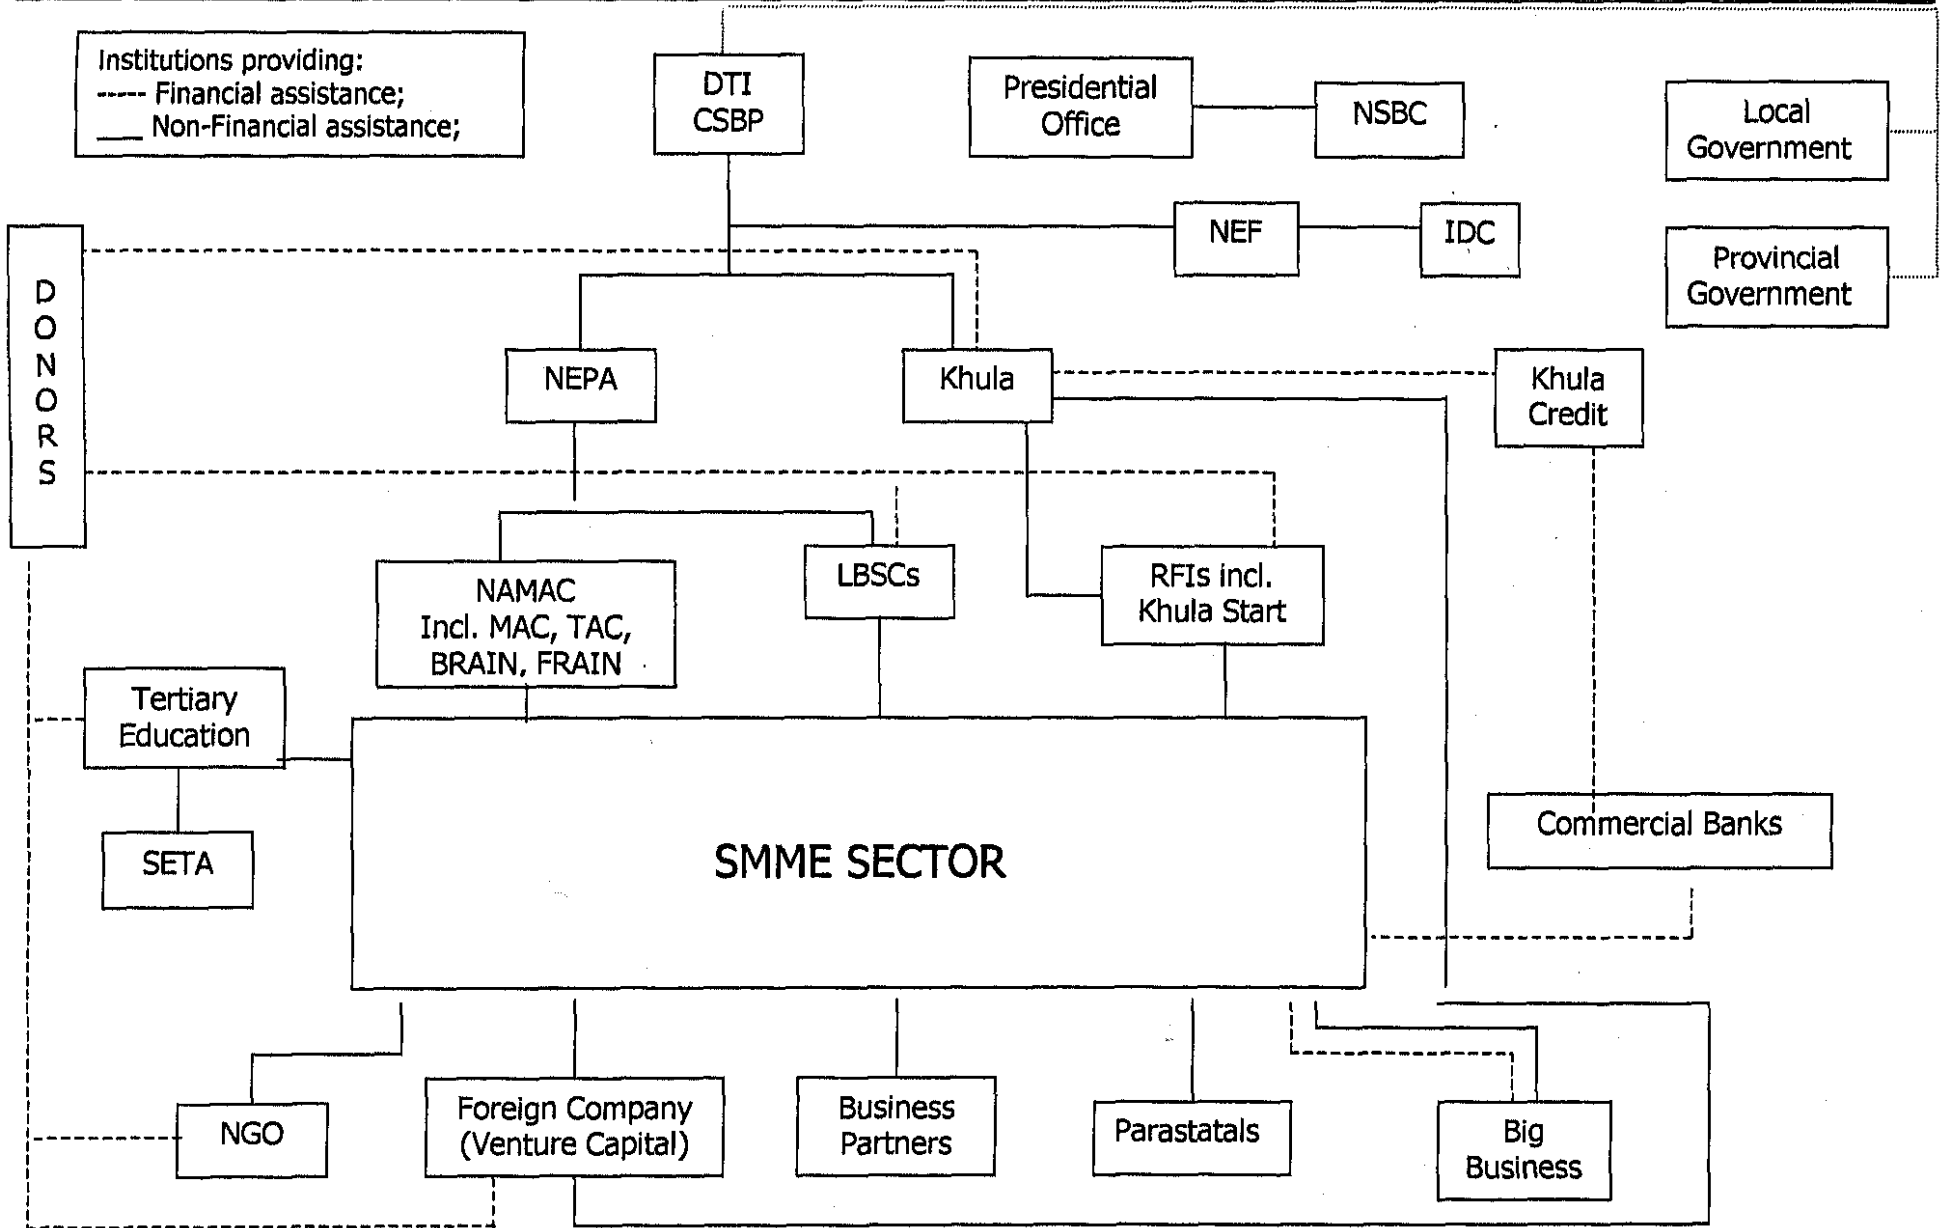 Institutions providing:
----- Financial assistance;
___ Non-Financial assistance;
DTI
CSBP
Presidential
Office
NSBC
Local
Government
NEF
IDC
Provincial
Government
D
O
N
O
R
S
NEPA
Khula
Khula
Credit
NAMAC
Incl. MAC, TAC,
BRAIN, FRAIN
LBSCs
RFIs incl.
Khula Start
Tertiary
Education
SETA
SMME SECTOR
Commercial Banks
NGO
Foreign Company
(Venture Capital)
Business
Partners
Parastatals
Big
Business